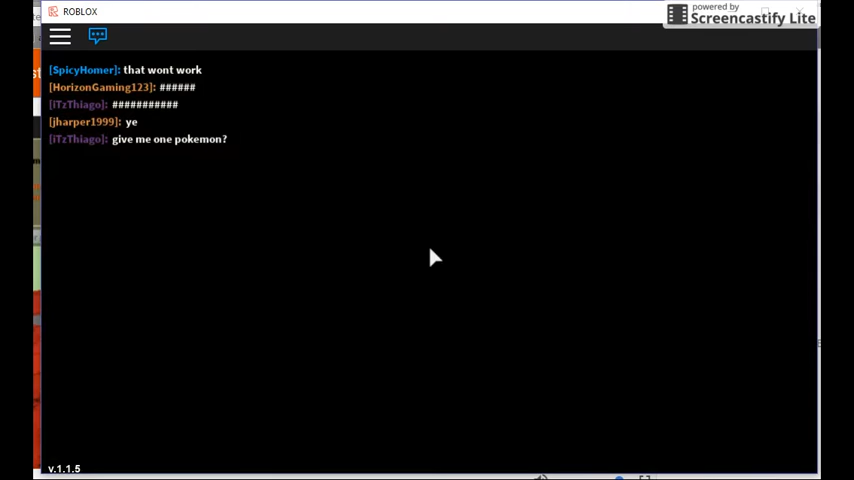 ROBLOX
powered by
Screencastify Lite
[SpicyHomer]: that wont work
[HorizonGaming123]: ######
[iTzThiago]: ###########
[jharper1999]: ye
[iTzThiago]: give me one pokemon?
v.1.1.5